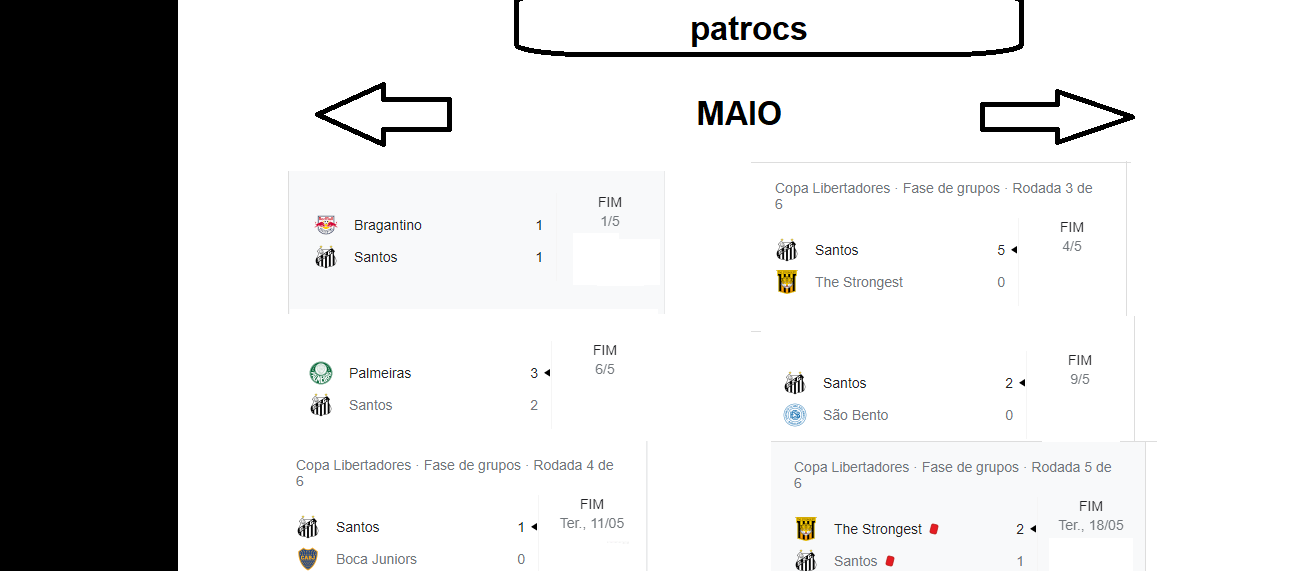 patrocs
MAIO
Bragantino 1
Santos 1
FIM
1/5
Copa Libertadores · Fase de grupos · Rodada 3 de
6
Santos 5
The Strongest 0
FIM
4/5
Palmeiras 3
Santos 2
FIM
6/5
Santos 2
São Bento 0
FIM
9/5
Copa Libertadores · Fase de grupos · Rodada 4 de
6
Santos 1
Boca Juniors 0
FIM
Ter., 11/05
Copa Libertadores · Fase de grupos · Rodada 5 de
6
The Strongest 2
Santos 1
FIM
Ter., 18/05